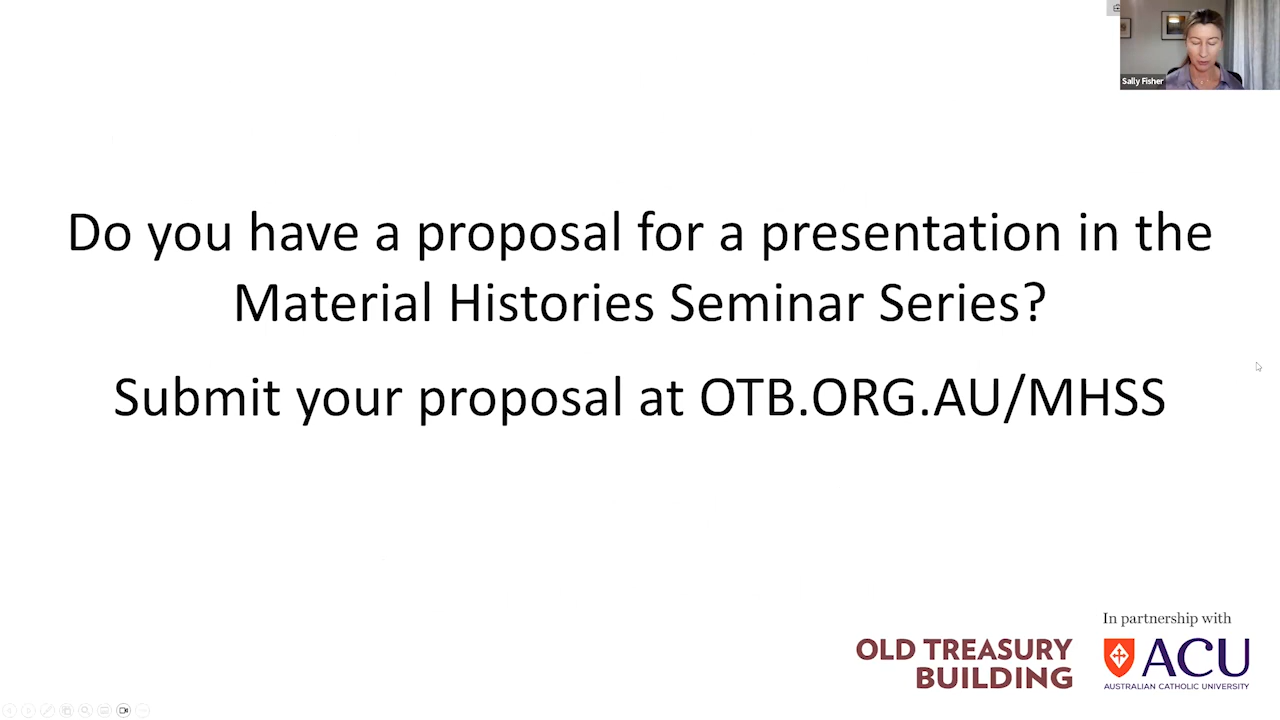 Sally Fisher
Do you have a proposal for a presentation in the
Material Histories Seminar Series?
Submit your proposal at OTB.ORG.AU/MHSS
OLD TREASURY
BUILDING
In partnership with
ACU
AUSTRALIAN CATHOLIC UNIVERSITY